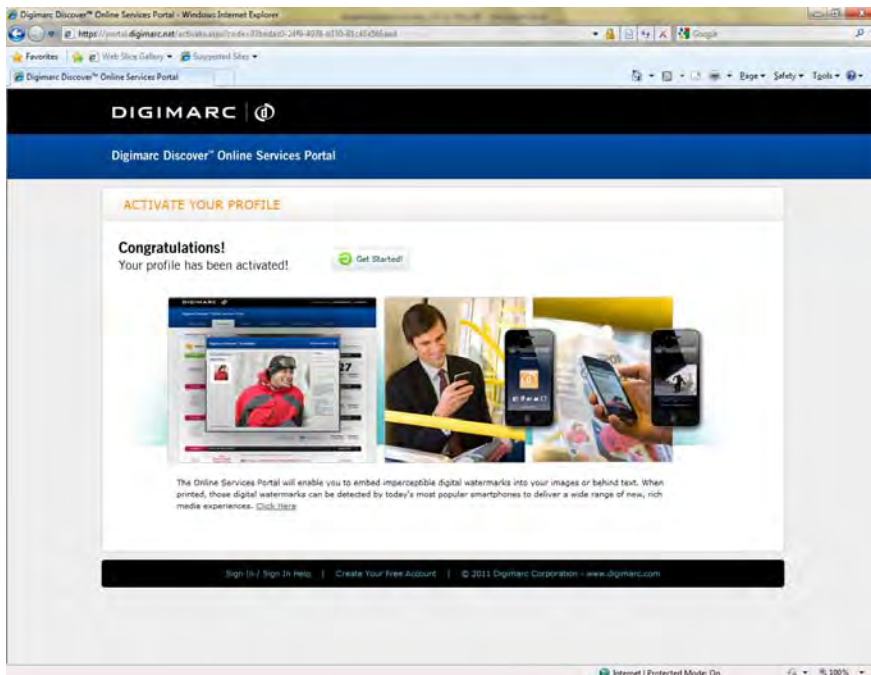 Digimarc Discover™ Online Services Portal - Windows Internet Explorer
Google
Favorites
Web Slice Gallery
Suggested Sites
Digimarc Discover™ Online Services Portal
Page Safety Tools
DIGIMARC
Digimarc Discover™ Online Services Portal
ACTIVATE YOUR PROFILE
Congratulations!
Your profile has been activated!
Get Started!
DIGIMARC
27
The Online Services Portal will enable you to embed imperceptible digital watermarks into your images or behind text. When
printed, those digital watermarks can be detected by today's most popular smartphones to deliver a wide range of new, rich
media experiences. Click Here
Sign In / Sign In Help | Create Your Free Account | © 2011 Digimarc Corporation - www.digimarc.com
Internet | Protected Mode: On
100%